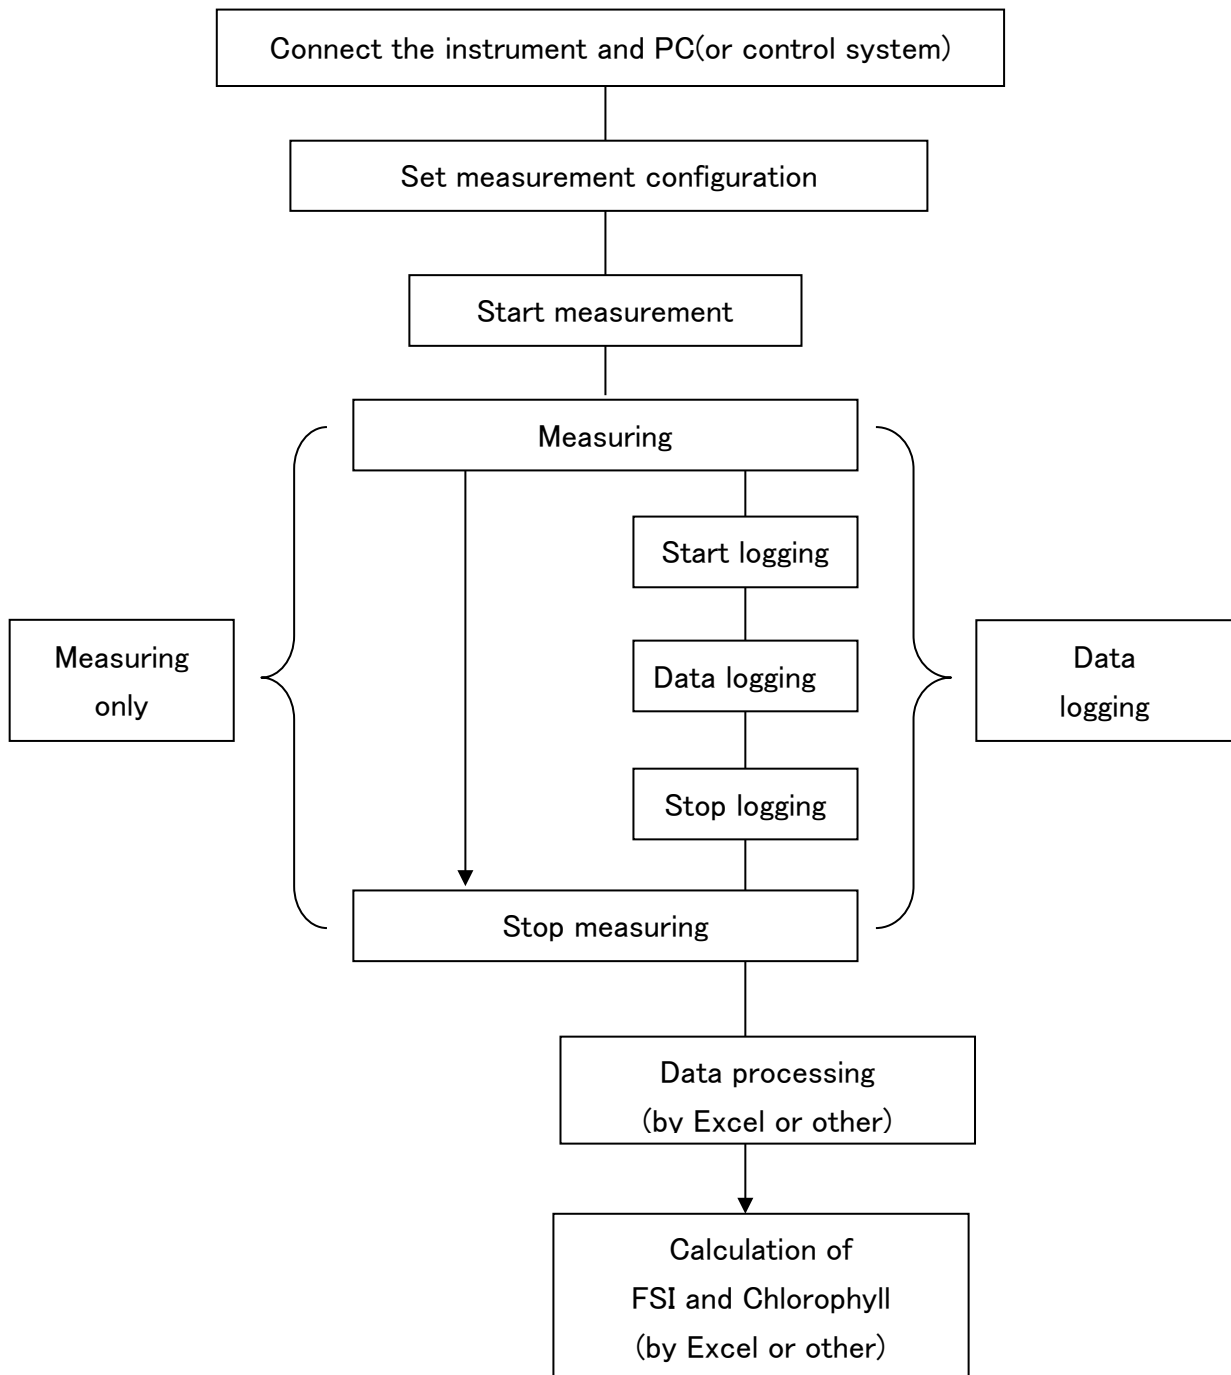 Connect the instrument and PC(or control system)
Set measurement configuration
Start measurement
Measuring
Start logging
Measuring
only
Data logging
Data
logging
Stop logging
Stop measuring
Data processing
(by Excel or other)
Calculation of
FSI and Chlorophyll
(by Excel or other)